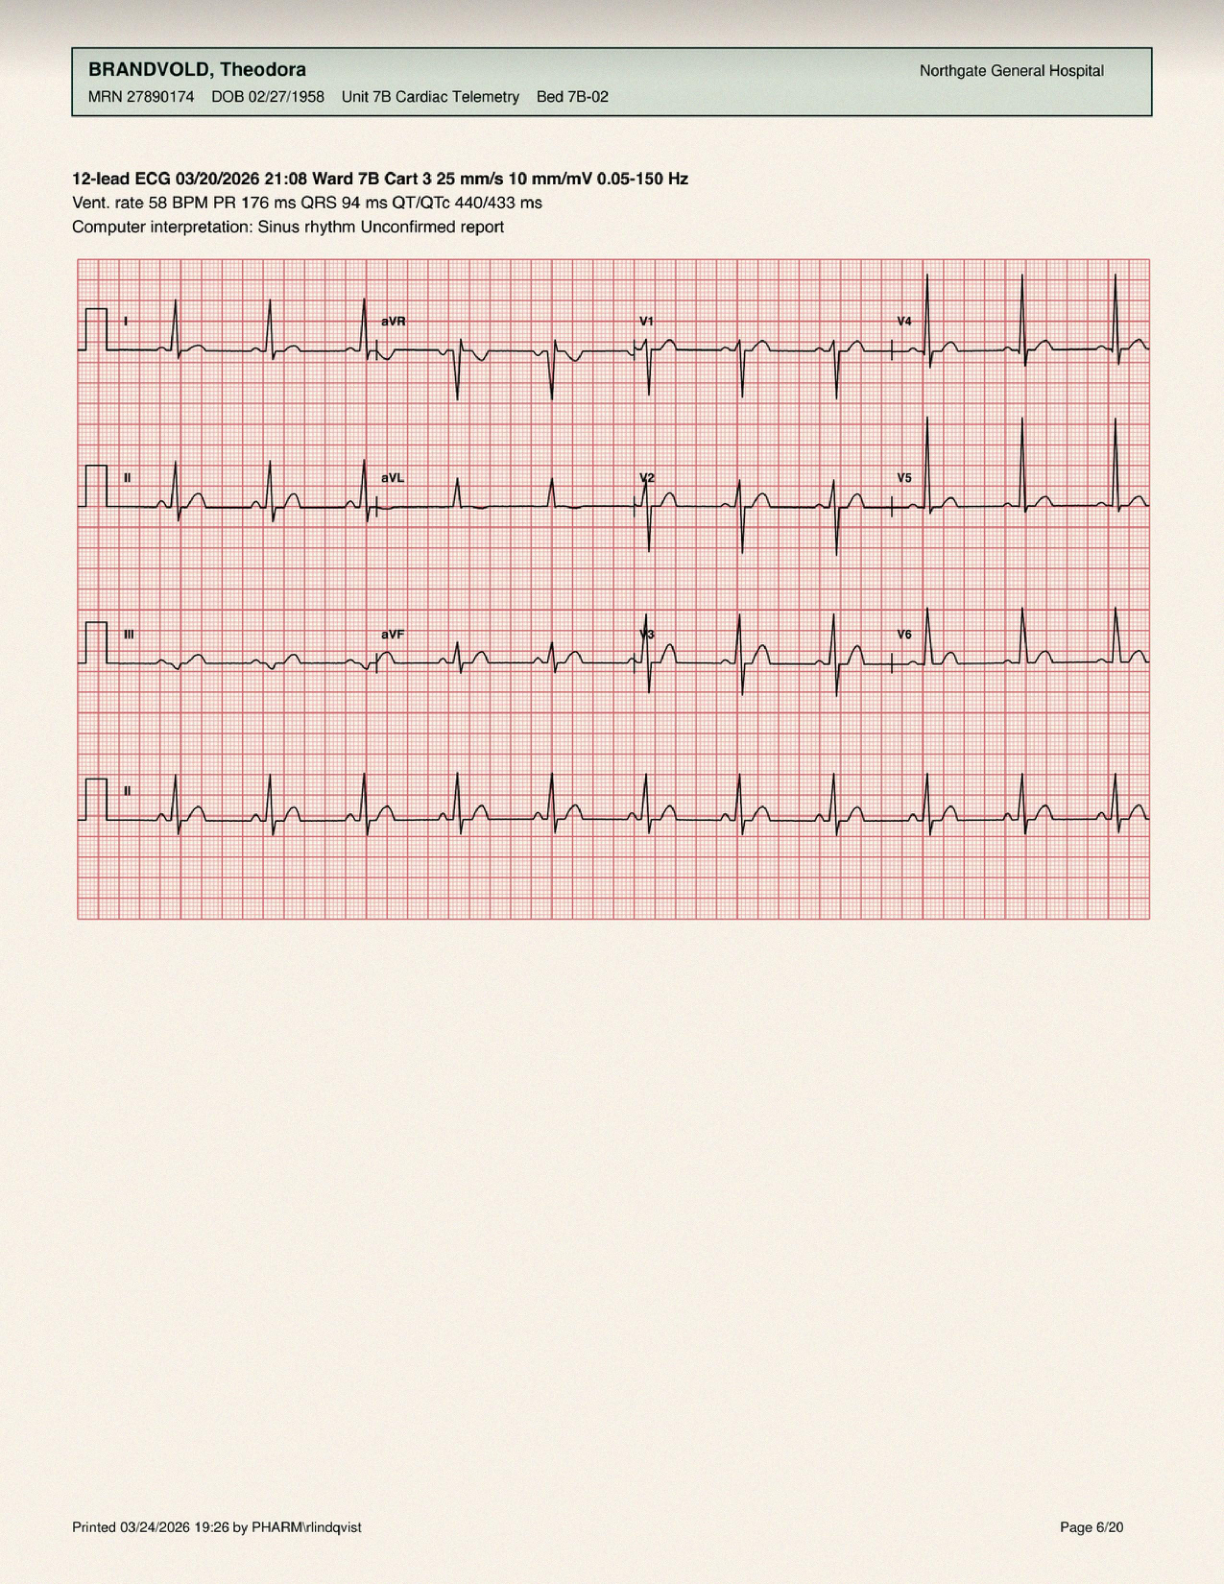 BRANDVOLD, Theodora
Northgate General Hospital
MRN 27890174 DOB 02/27/1958 Unit 7B Cardiac Telemetry Bed 7B-02
12-lead ECG 03/20/2026 21:08 Ward 7B Cart 3 25 mm/s 10 mm/mV 0.05-150 Hz
Vent. rate 58 BPM PR 176 ms QRS 94 ms QT/QTc 440/433 ms
Computer interpretation: Sinus rhythm Unconfirmed report
I aVR V1 V4
II aVL V2 V5
III aVF V3 V6
II
Printed 03/24/2026 19:26 by PHARM\rlindqvist
Page 6/20